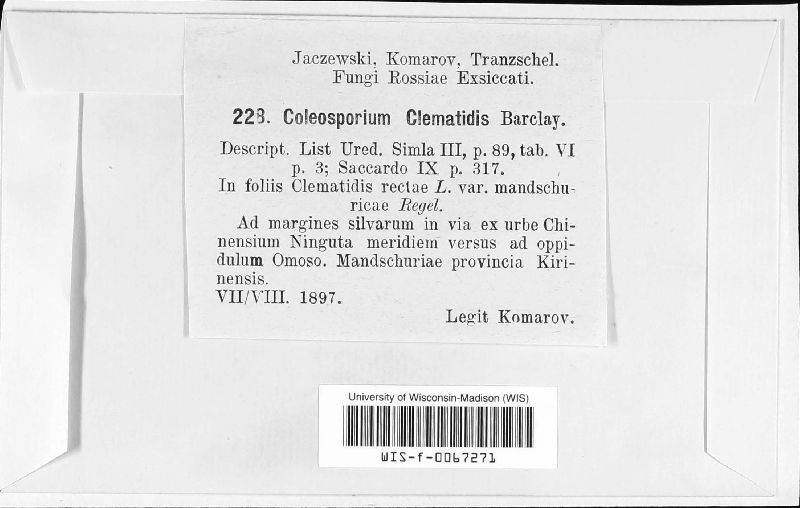 Jaczewski, Komarov, Tranzschel.
Fungi Rossiae Exsiccati.
228. Coleosporium Clematidis Barclay.
Descript. List Ured. Simla III, p. 89, tab. VI
p. 3; Saccardo IX p. 317.
In foliis Clematidis rectae L. var. mandschu-
ricae Regel.
Ad margines silvarum in via ex urbe Chi-
nensium Ninguta meridiem versus ad oppi-
dulum Omoso. Mandschuriae provincia Kiri-
nensis.
VII/VIII. 1897.
Legit Komarov.
University of Wisconsin-Madison (WIS)
WIS-f-0067271